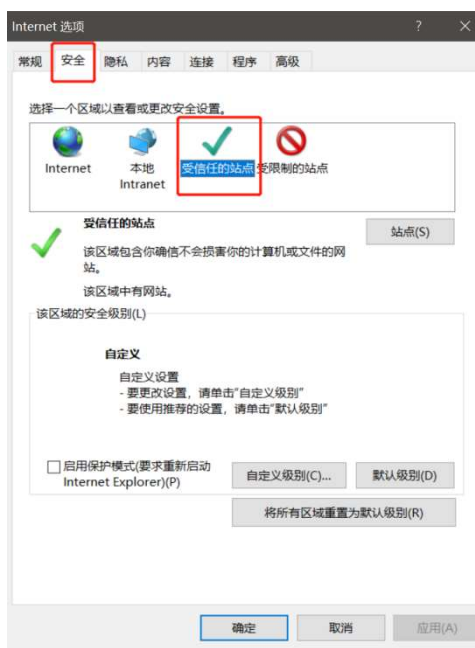 Internet 选项
? ×
常规 安全 隐私 内容 连接 程序 高级
选择一个区域以查看或更改安全设置。
Internet
本地
Intranet
受信任的站点
受限制的站点
受信任的站点
站点(S)
该区域包含你确信不会损害你的计算机或文件的网
站。
该区域中有网站。
该区域的安全级别(L)
自定义
自定义设置
- 要更改设置，请单击"自定义级别"
- 要使用推荐的设置，请单击"默认级别"
启用保护模式(要求重新启动
Internet Explorer)(P)
自定义级别(C)...
默认级别(D)
将所有区域重置为默认级别(R)
确定 取消 应用(A)